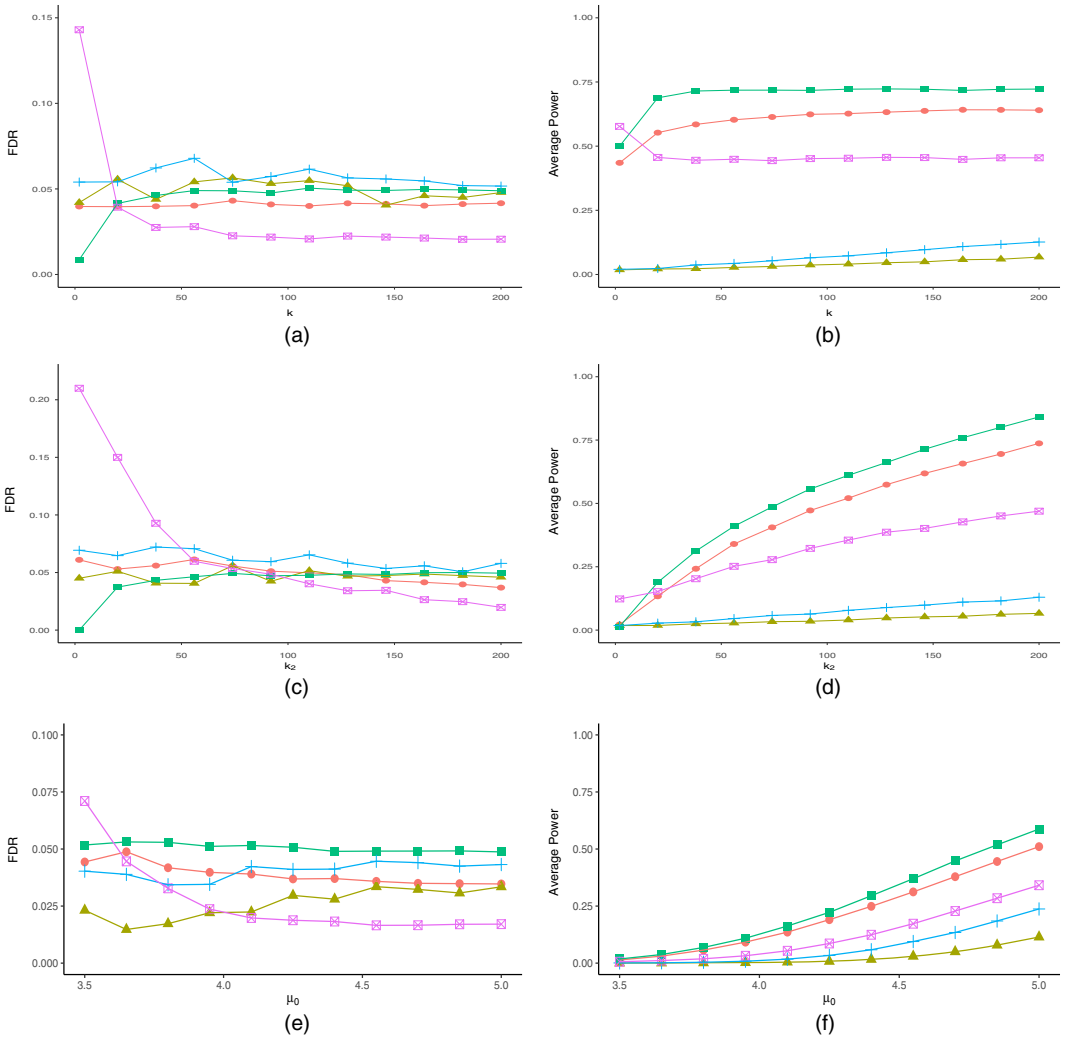 0.15
0.10
0.05
0.00
FDR
0 50 100 150 200
k
(a)
1.00
0.75
0.50
0.25
0.00
Average Power
0 50 100 150 200
k
(b)
0.20
0.15
0.10
0.05
0.00
FDR
0 50 100 150 200
k₂
(c)
1.00
0.75
0.50
0.25
0.00
Average Power
0 50 100 150 200
k₂
(d)
0.100
0.075
0.050
0.025
0.000
FDR
3.5 4.0 4.5 5.0
μ₀
(e)
1.00
0.75
0.50
0.25
0.00
Average Power
3.5 4.0 4.5 5.0
μ₀
(f)